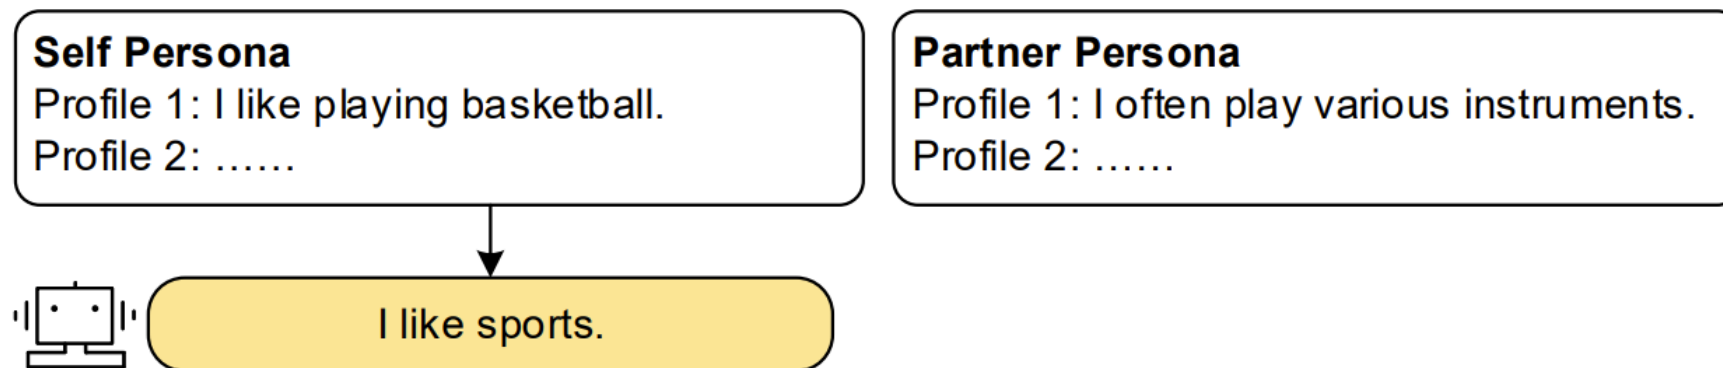 Self Persona
Profile 1: I like playing basketball.
Profile 2: ......
Partner Persona
Profile 1: I often play various instruments.
Profile 2: ......
I like sports.